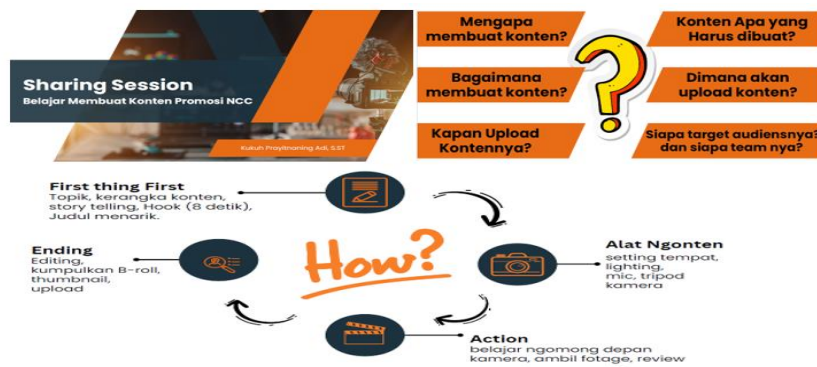 Sharing Session
Belajar Membuat Konten Promosi NCC
Kukuh Prayitnaning Adi, S.ST
Mengapa
membuat konten?
Konten Apa yang
Harus dibuat?
Bagaimana
membuat konten?
Dimana akan
upload konten?
Kapan Upload
Kontennya?
Siapa target audiensnya?
dan siapa team nya?
First thing First
Topik, kerangka konten,
story telling, Hook (8 detik),
Judul menarik.
Ending
Editing,
kumpulkan B-roll,
thumbnail,
upload
How?
Alat Ngonten
setting tempat,
lighting,
mic, tripod
kamera
Action
belajar ngomong depan
kamera, ambil fotage, review